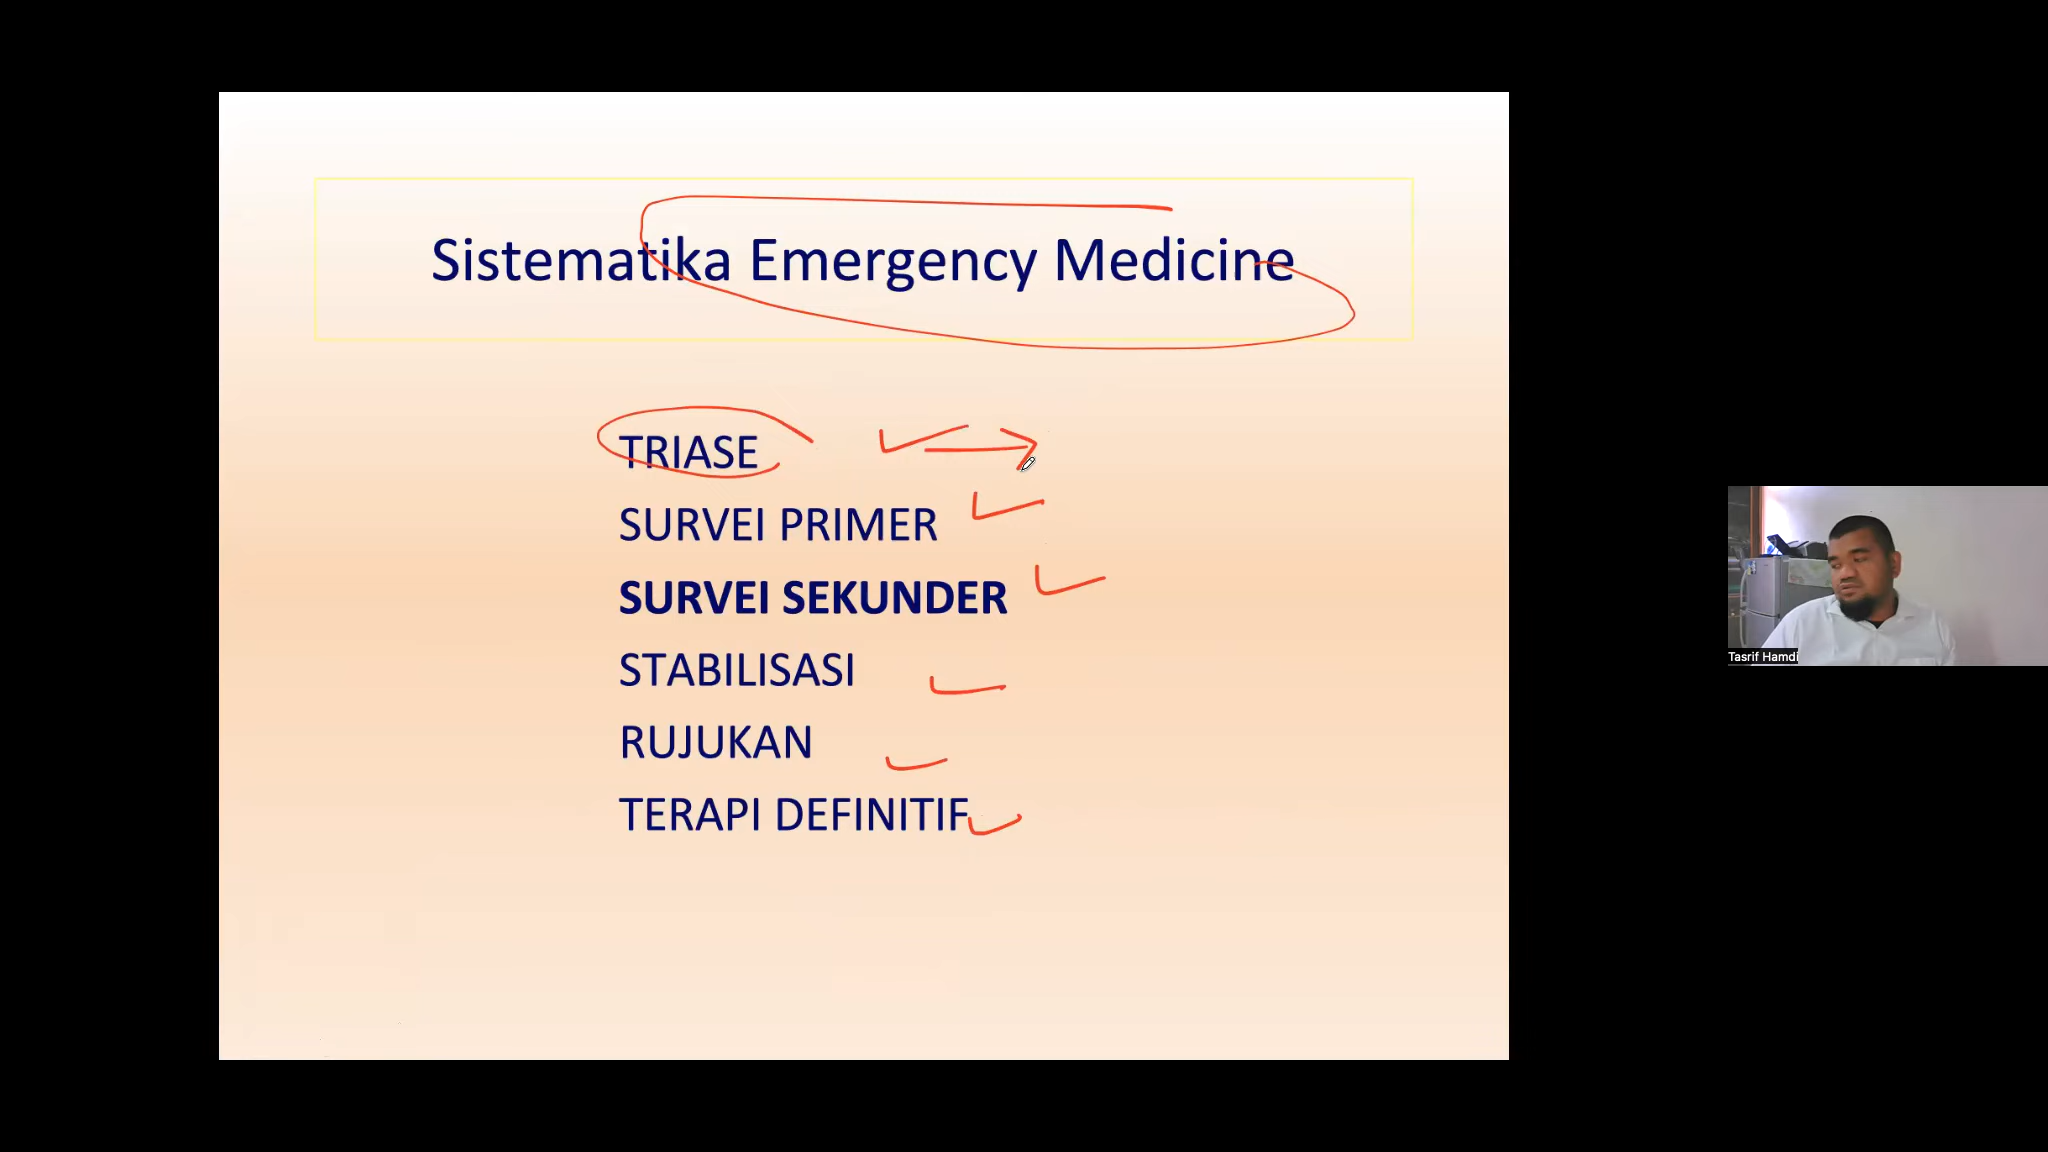 Sistematika Emergency Medicine
TRIASE
SURVEI PRIMER
SURVEI SEKUNDER
STABILISASI
RUJUKAN
TERAPI DEFINITIF
Tasrif Hamdi